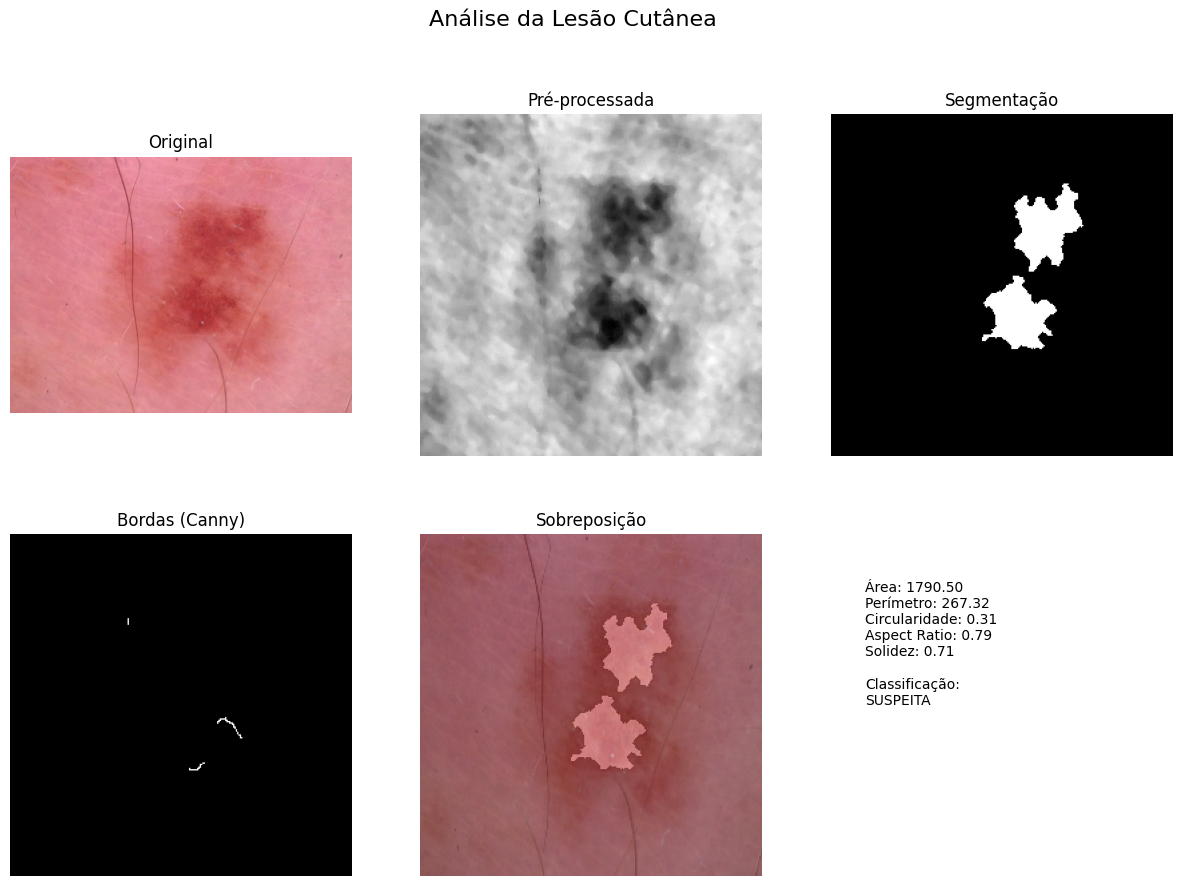 Análise da Lesão Cutânea
Original
Pré-processada
Segmentação
Bordas (Canny)
Sobreposição
Área: 1790.50
Perímetro: 267.32
Circularidade: 0.31
Aspect Ratio: 0.79
Solidez: 0.71
Classificação:
SUSPEITA